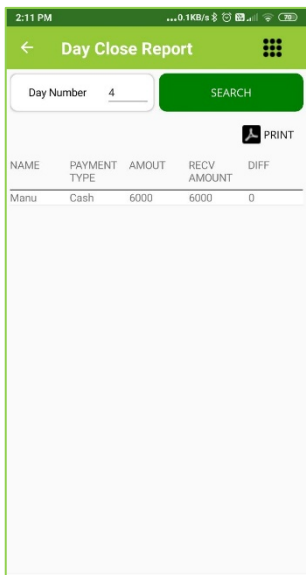 2:11 PM ...0.1KB/s 70
Day Close Report
Day Number 4 SEARCH
PRINT
NAME PAYMENT TYPE AMOUT RECV AMOUNT DIFF
Manu Cash 6000 6000 0